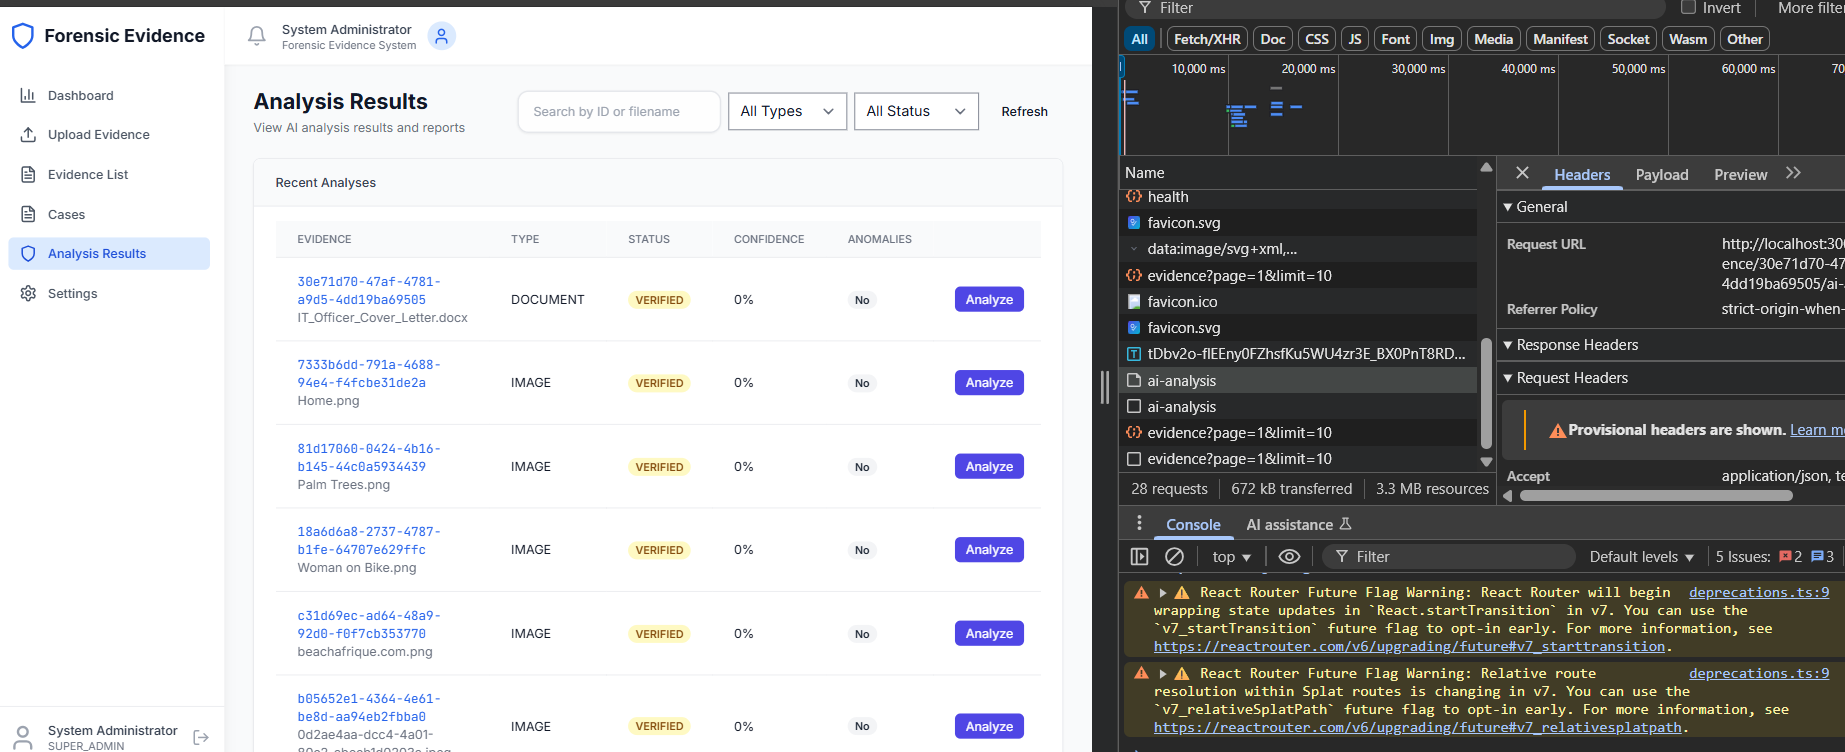 Forensic Evidence
Dashboard
Upload Evidence
Evidence List
Cases
Analysis Results
Settings
System Administrator
SUPER_ADMIN
System Administrator
Forensic Evidence System
Analysis Results
View AI analysis results and reports
Search by ID or filename
All Types
All Status
Refresh
Recent Analyses
EVIDENCE TYPE STATUS CONFIDENCE ANOMALIES
30e71d70-47af-4781-
a9d5-4dd19ba69505
IT_Officer_Cover_Letter.docx
DOCUMENT VERIFIED 0% No Analyze
7333b6dd-791a-4688-
94e4-f4fcbe31de2a
Home.png
IMAGE VERIFIED 0% No Analyze
81d17060-0424-4b16-
b145-44c0a5934439
Palm Trees.png
IMAGE VERIFIED 0% No Analyze
18a6d6a8-2737-4787-
b1fe-64707e629ffc
Woman on Bike.png
IMAGE VERIFIED 0% No Analyze
c31d69ec-ad64-48a9-
92d0-f0f7cb353770
beachafrique.com.png
IMAGE VERIFIED 0% No Analyze
b05652e1-4364-4e61-
be8d-aa94eb2fbba0
0d2ae4aa-dcc4-4a01-
IMAGE VERIFIED 0% No Analyze
Filter
Invert
More filte
All Fetch/XHR Doc CSS JS Font Img Media Manifest Socket Wasm Other
10,000 ms 20,000 ms 30,000 ms 40,000 ms 50,000 ms 60,000 ms 70
Name
health
favicon.svg
data:image/svg+xml,...
evidence?page=1&limit=10
favicon.ico
favicon.svg
tDbv2o-flEEny0FZhsfKu5WU4zr3E_BX0PnT8RD...
ai-analysis
ai-analysis
evidence?page=1&limit=10
evidence?page=1&limit=10
28 requests 672 kB transferred 3.3 MB resources
Headers Payload Preview
General
Request URL
http://localhost:30
ence/30e71d70-47
4dd19ba69505/ai-
Referrer Policy
strict-origin-when-
Response Headers
Request Headers
Provisional headers are shown. Learn m
Accept
application/json, te
Console AI assistance
top
Filter
Default levels
5 Issues: 2 3
React Router Future Flag Warning: React Router will begin deprecations.ts:9
wrapping state updates in `React.startTransition` in v7. You can use the
`v7_startTransition` future flag to opt-in early. For more information, see
https://reactrouter.com/v6/upgrading/future#v7_starttransition.
React Router Future Flag Warning: Relative route deprecations.ts:9
resolution within Splat routes is changing in v7. You can use the
`v7_relativeSplatPath` future flag to opt-in early. For more information, see
https://reactrouter.com/v6/upgrading/future#v7_relativesplatpath.